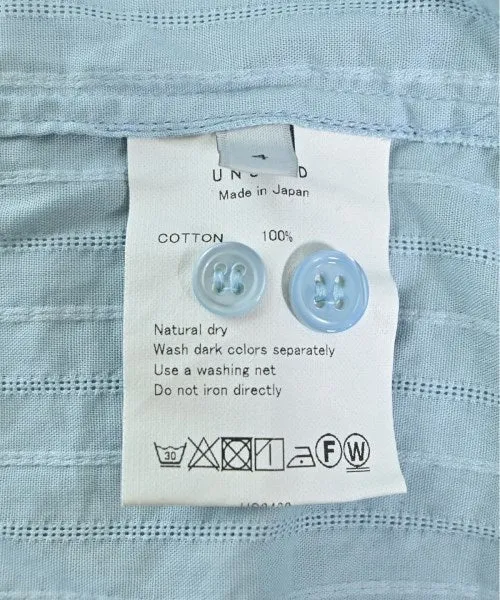 Made in Japan
COTTON 100%
Natural dry
Wash dark colors separately
Use a washing net
Do not iron directly
30
F W